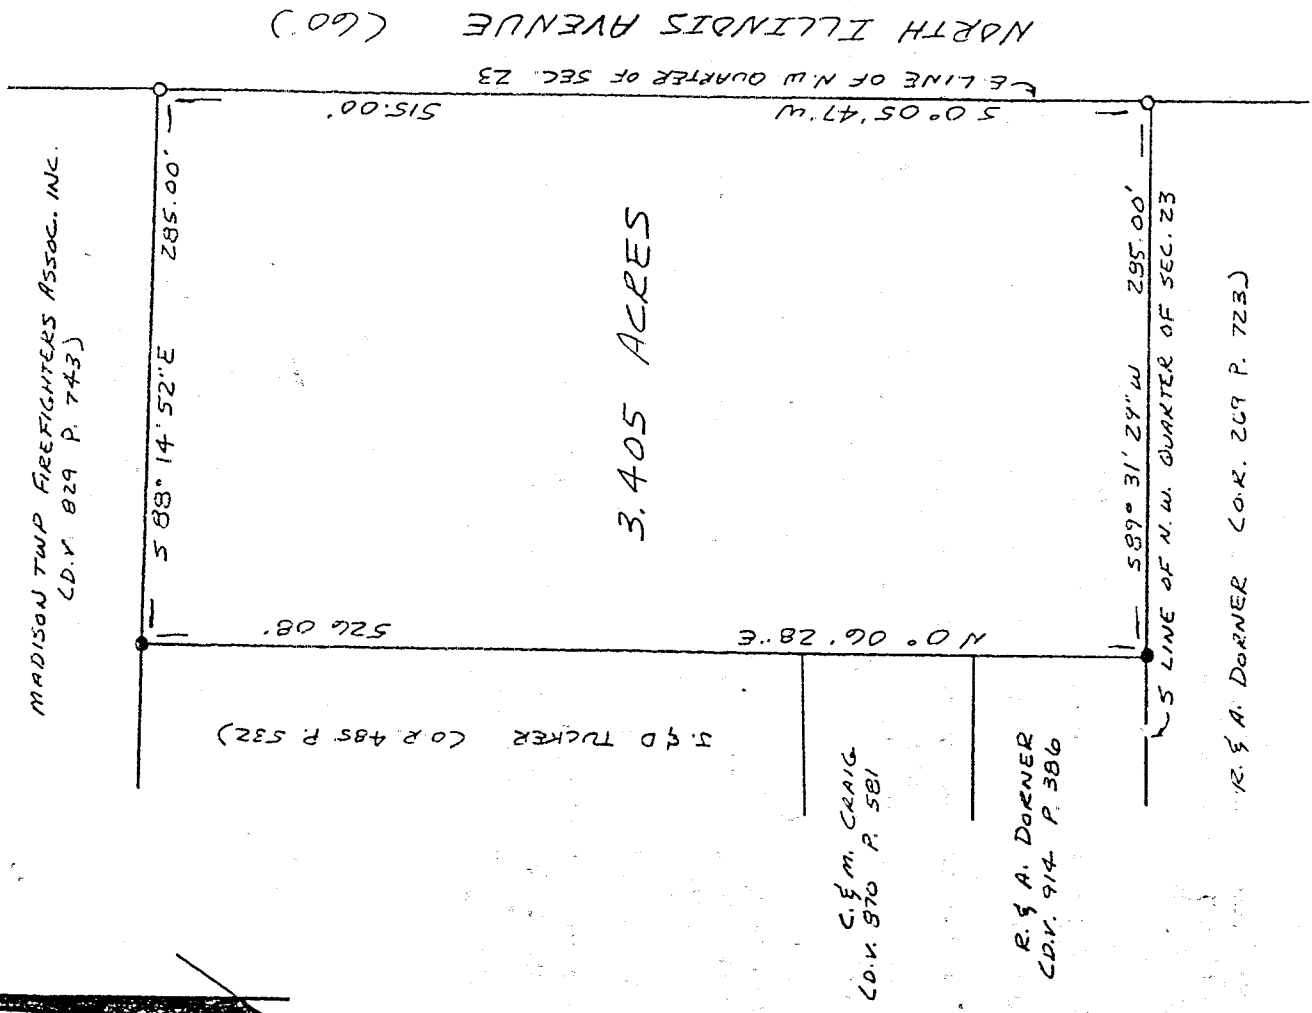 NORTH ILLINOIS AVENUE (60')
E LINE OF N.W. QUARTER OF SEC. 23
S 0° 05' 47" W 515.00'
MADISON TWP FIREFIGHTERS ASSOC. INC.
(D.V. 829 P. 743)
S 88° 14' 52" E 285.00'
3.405 ACRES
S 89° 31' 29" W 285.00'
S LINE OF N.W. QUARTER OF SEC. 23
R. & A. DORNER (O.R. 269 P. 723)
N 0° 06' 28" E 526.08'
J. & D TUCKER (O.R 485 P. 532)
C. & M. CRAIG
(D.V. 870 P. 581
R. & A. DORNER
(D.V. 914 P. 386